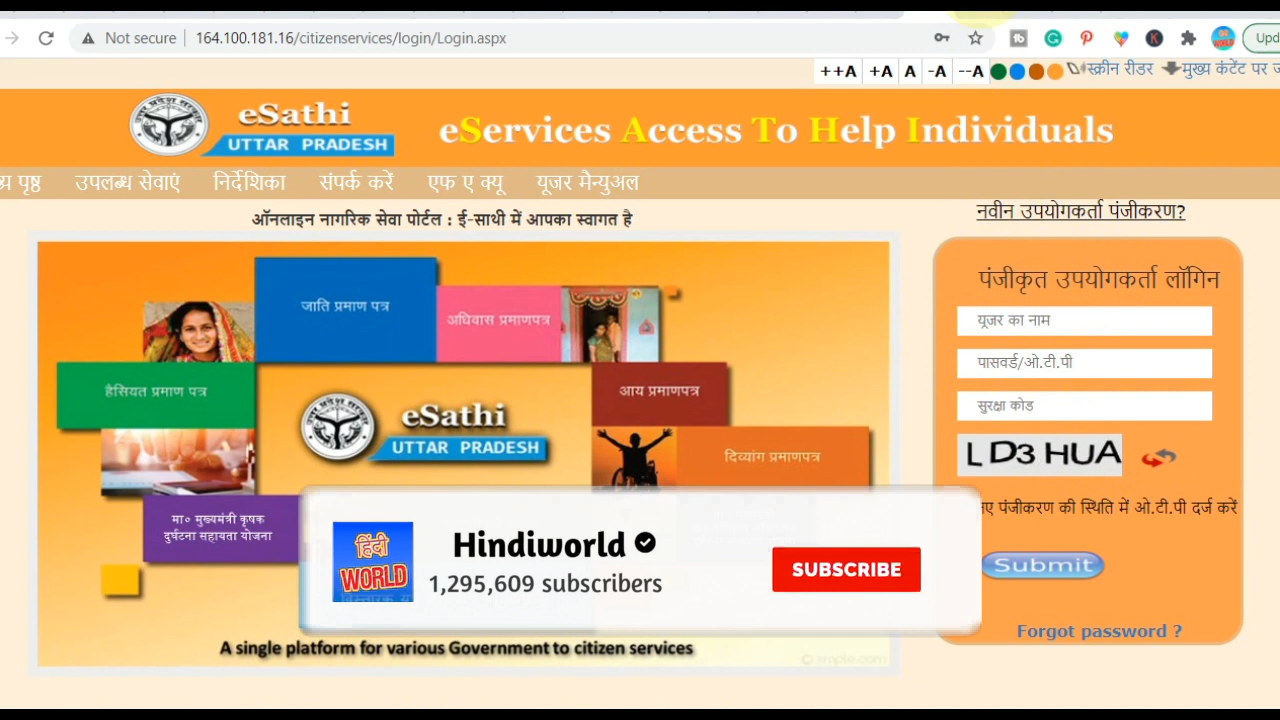 Not secure
164.100.181.16/citizenservices/login/Login.aspx
Upd
++A +A A -A --A
स्क्रीन रीडर
मुख्य कंटेंट पर
eSathi
UTTAR PRADESH
eServices Access To Help Individuals
पृष्ठ
उपलब्ध सेवाएं
निर्देशिका
संपर्क करें
एफ ए क्यू
यूजर मैन्युअल
ऑनलाइन नागरिक सेवा पोर्टल : ई-साथी में आपका स्वागत है
नवीन उपयोगकर्ता पंजीकरण?
जाति प्रमाण पत्र
अधिवास प्रमाणपत्र
हैसियत प्रमाण पत्र
आय प्रमाणपत्र
eSathi
UTTAR PRADESH
दिव्यांग प्रमाणपत्र
मा० मुख्यमंत्री कृषक
दुर्घटना सहायता योजना
पंजीकृत उपयोगकर्ता लॉगिन
यूजर का नाम
पासवर्ड/ओ.टी.पी
सुरक्षा कोड
LD3HUA
पंजीकरण की स्थिति में ओ.टी.पी दर्ज करें
Submit
Forgot password ?
हिंदी
WORLD
Hindiworld
1,295,609 subscribers
SUBSCRIBE
A single platform for various Government to citizen services